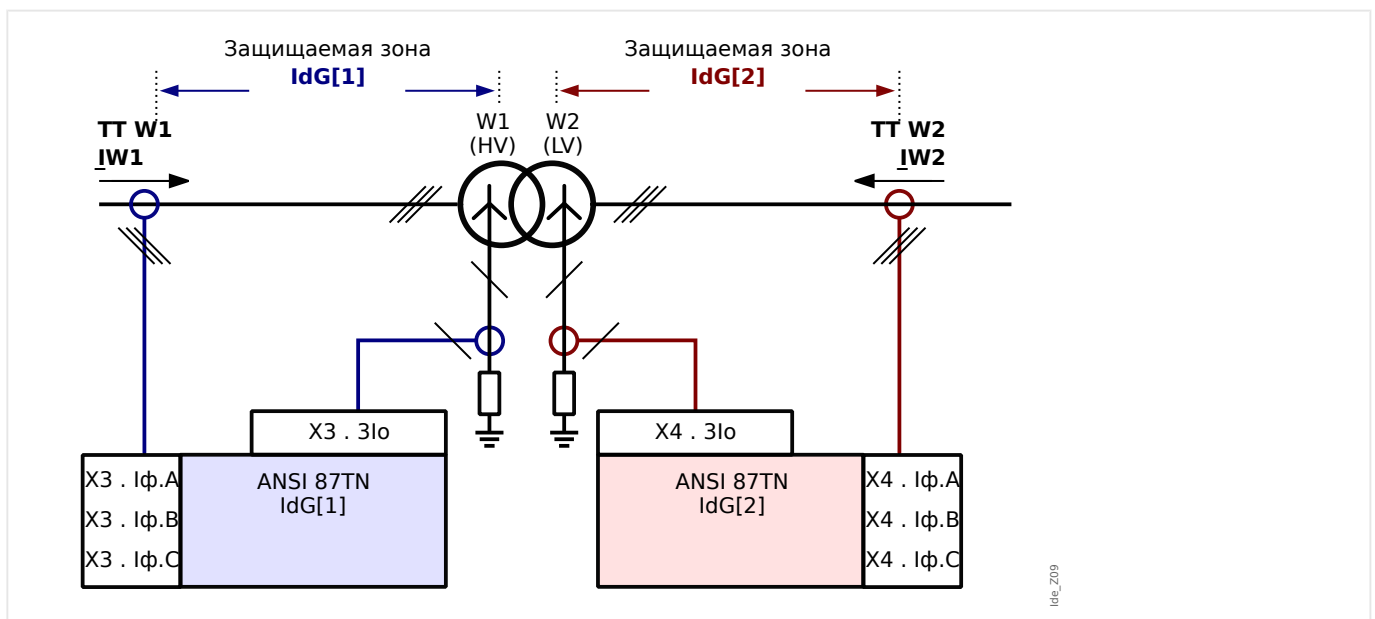 Защищаемая зона
IdG[1]
Защищаемая зона
IdG[2]
ТТ W1
IW1
W1
(HV)
W2
(LV)
ТТ W2
IW2
X3 . 3Io
X4 . 3Io
X3 . Iф.A
X3 . Iф.B
X3 . Iф.C
ANSI 87TN
IdG[1]
ANSI 87TN
IdG[2]
X4 . Iф.A
X4 . Iф.B
X4 . Iф.C
Ide_Z09